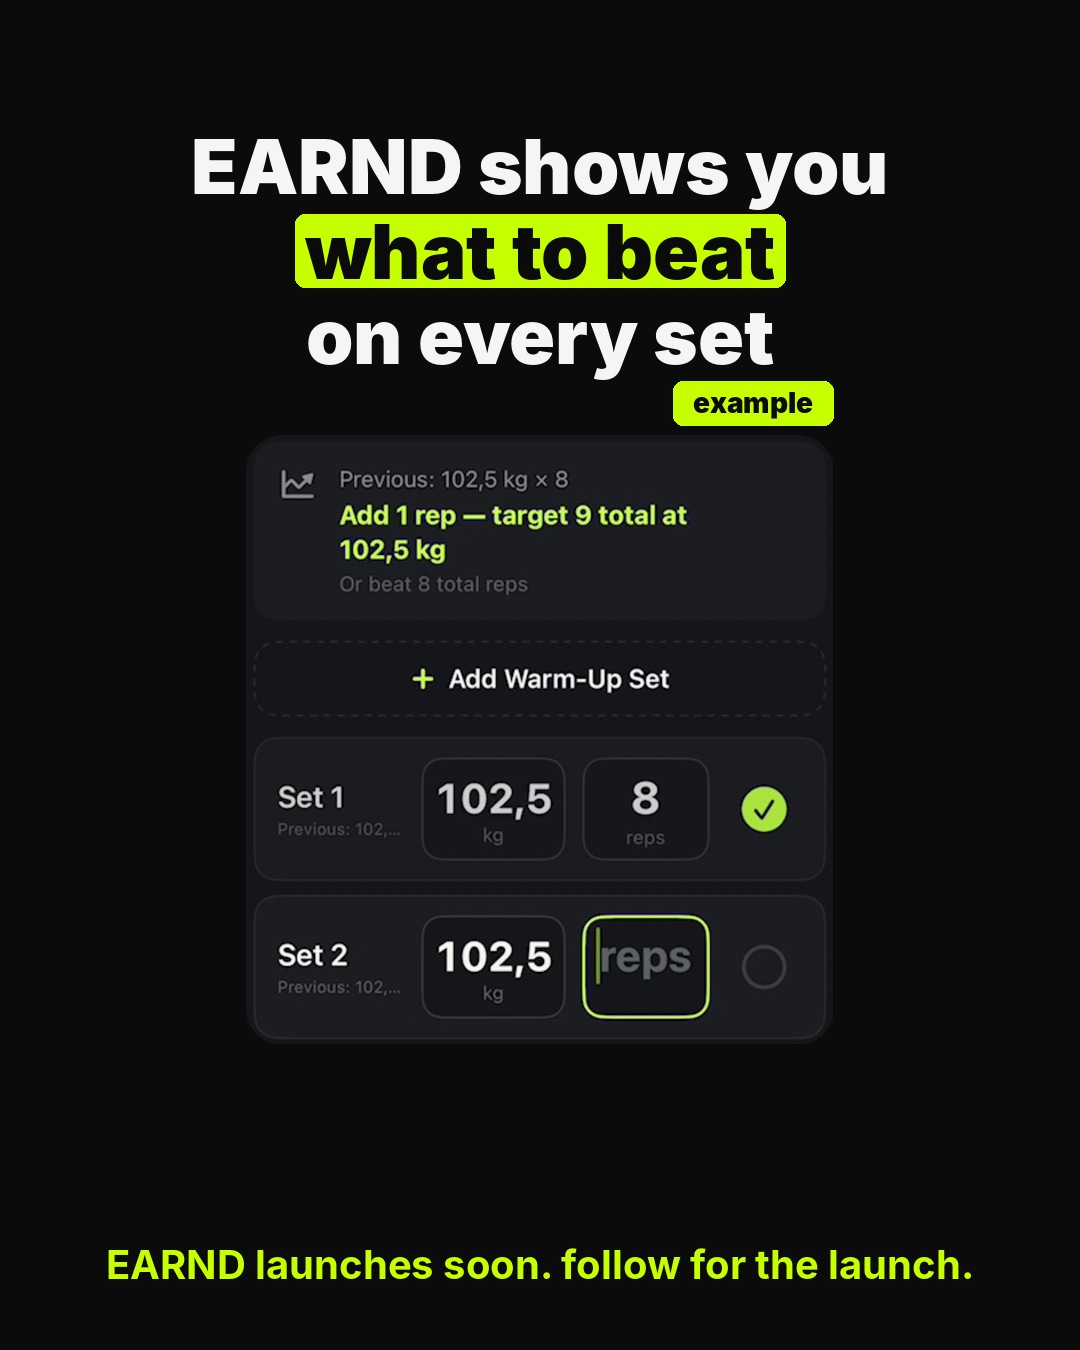 EARND shows you
what to beat
on every set
example
Previous: 102,5 kg × 8
Add 1 rep — target 9 total at
102,5 kg
Or beat 8 total reps
+ Add Warm-Up Set
Set 1
Previous: 102,...
102,5
kg
8
reps
Set 2
Previous: 102,...
102,5
kg
reps
EARND launches soon. follow for the launch.